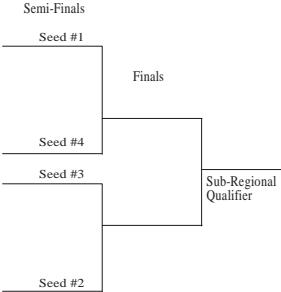 Semi-Finals
Seed #1
Finals
Seed #4
Seed #3
Sub-Regional
Qualifier
Seed #2